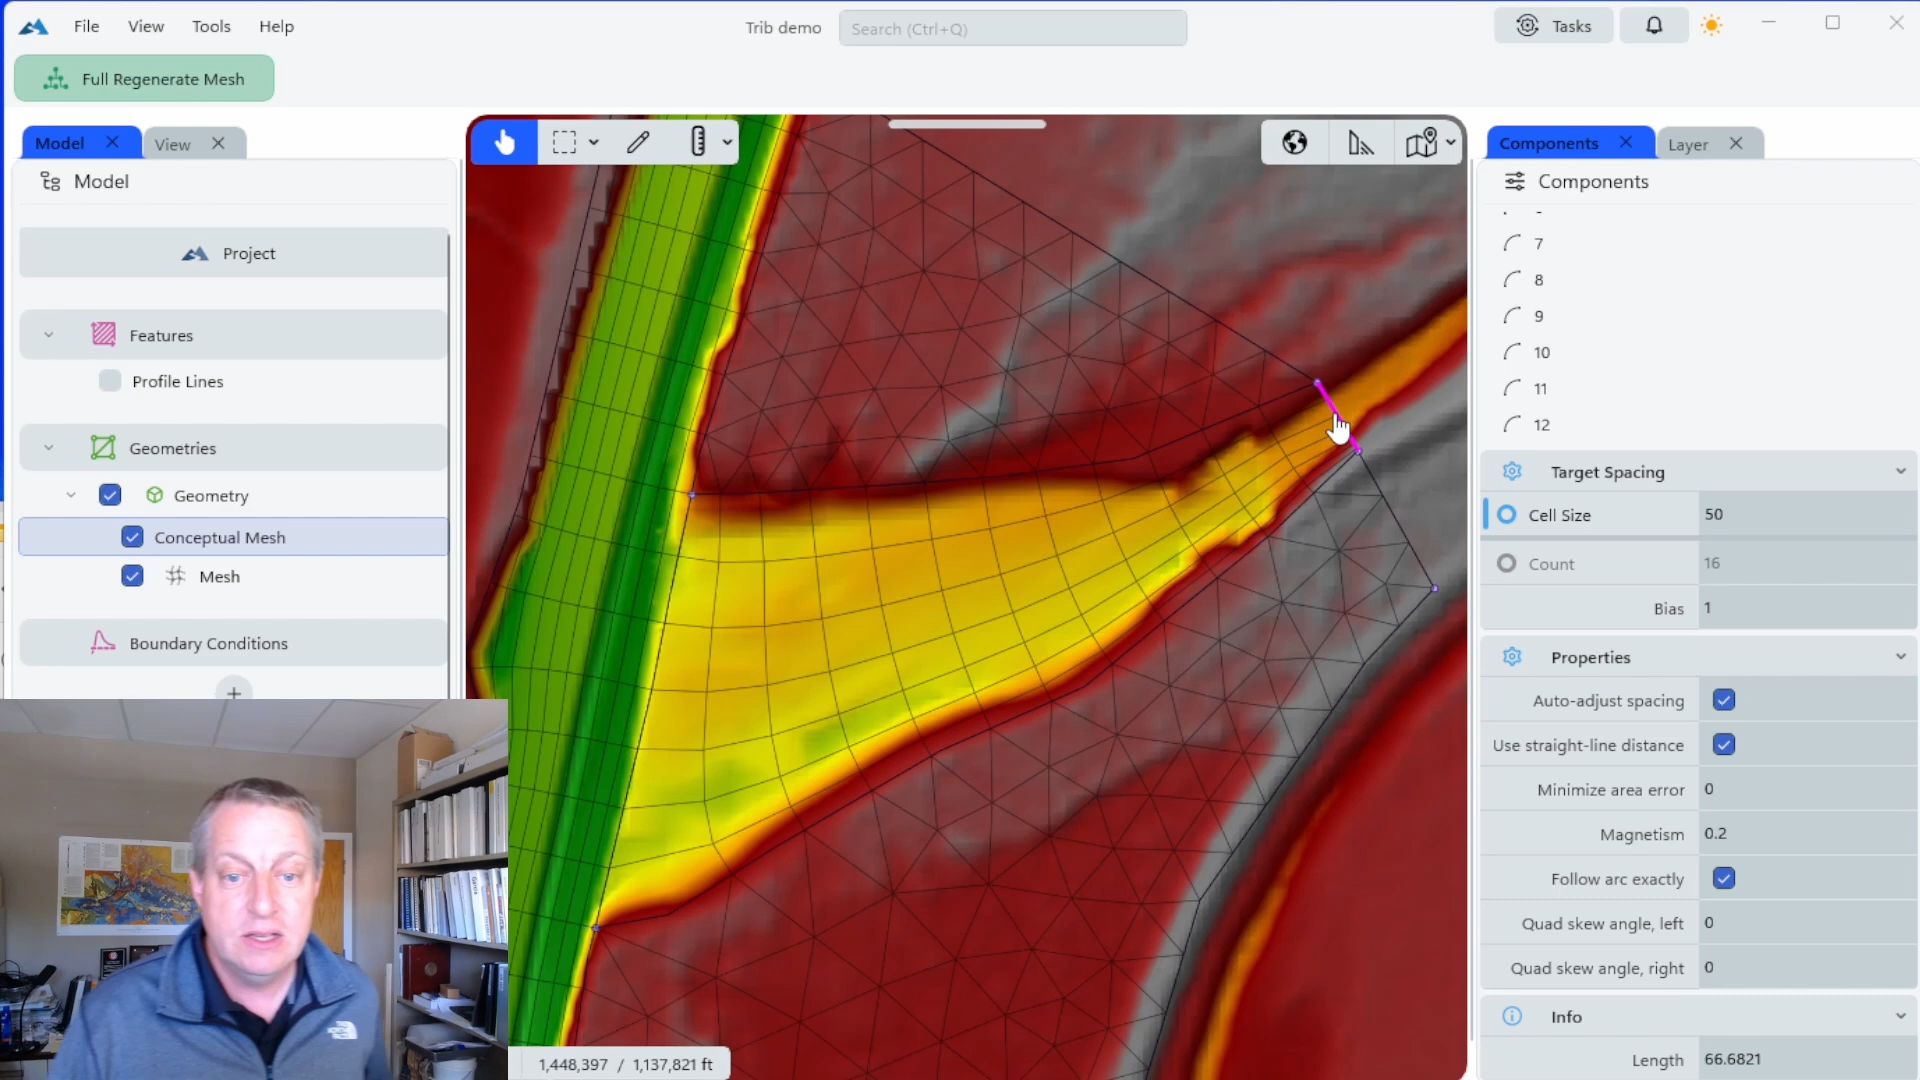 File View Tools Help Trib demo Search (Ctrl+Q) Tasks
Full Regenerate Mesh
Model View
Model
Project
Features
Profile Lines
Geometries
Geometry
Conceptual Mesh
Mesh
Boundary Conditions
1,448,397 / 1,137,821 ft
Components Layer
Components
7
8
9
10
11
12
Target Spacing
Cell Size 50
Count 16
Bias 1
Properties
Auto-adjust spacing
Use straight-line distance
Minimize area error 0
Magnetism 0.2
Follow arc exactly
Quad skew angle, left 0
Quad skew angle, right 0
Info
Length 66.6821